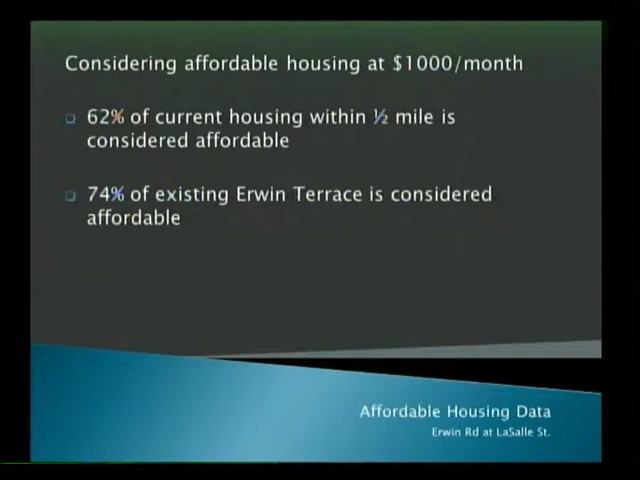 Considering affordable housing at $1000/month
62% of current housing within ½ mile is
considered affordable
74% of existing Erwin Terrace is considered
affordable
Affordable Housing Data
Erwin Rd at LaSalle St.